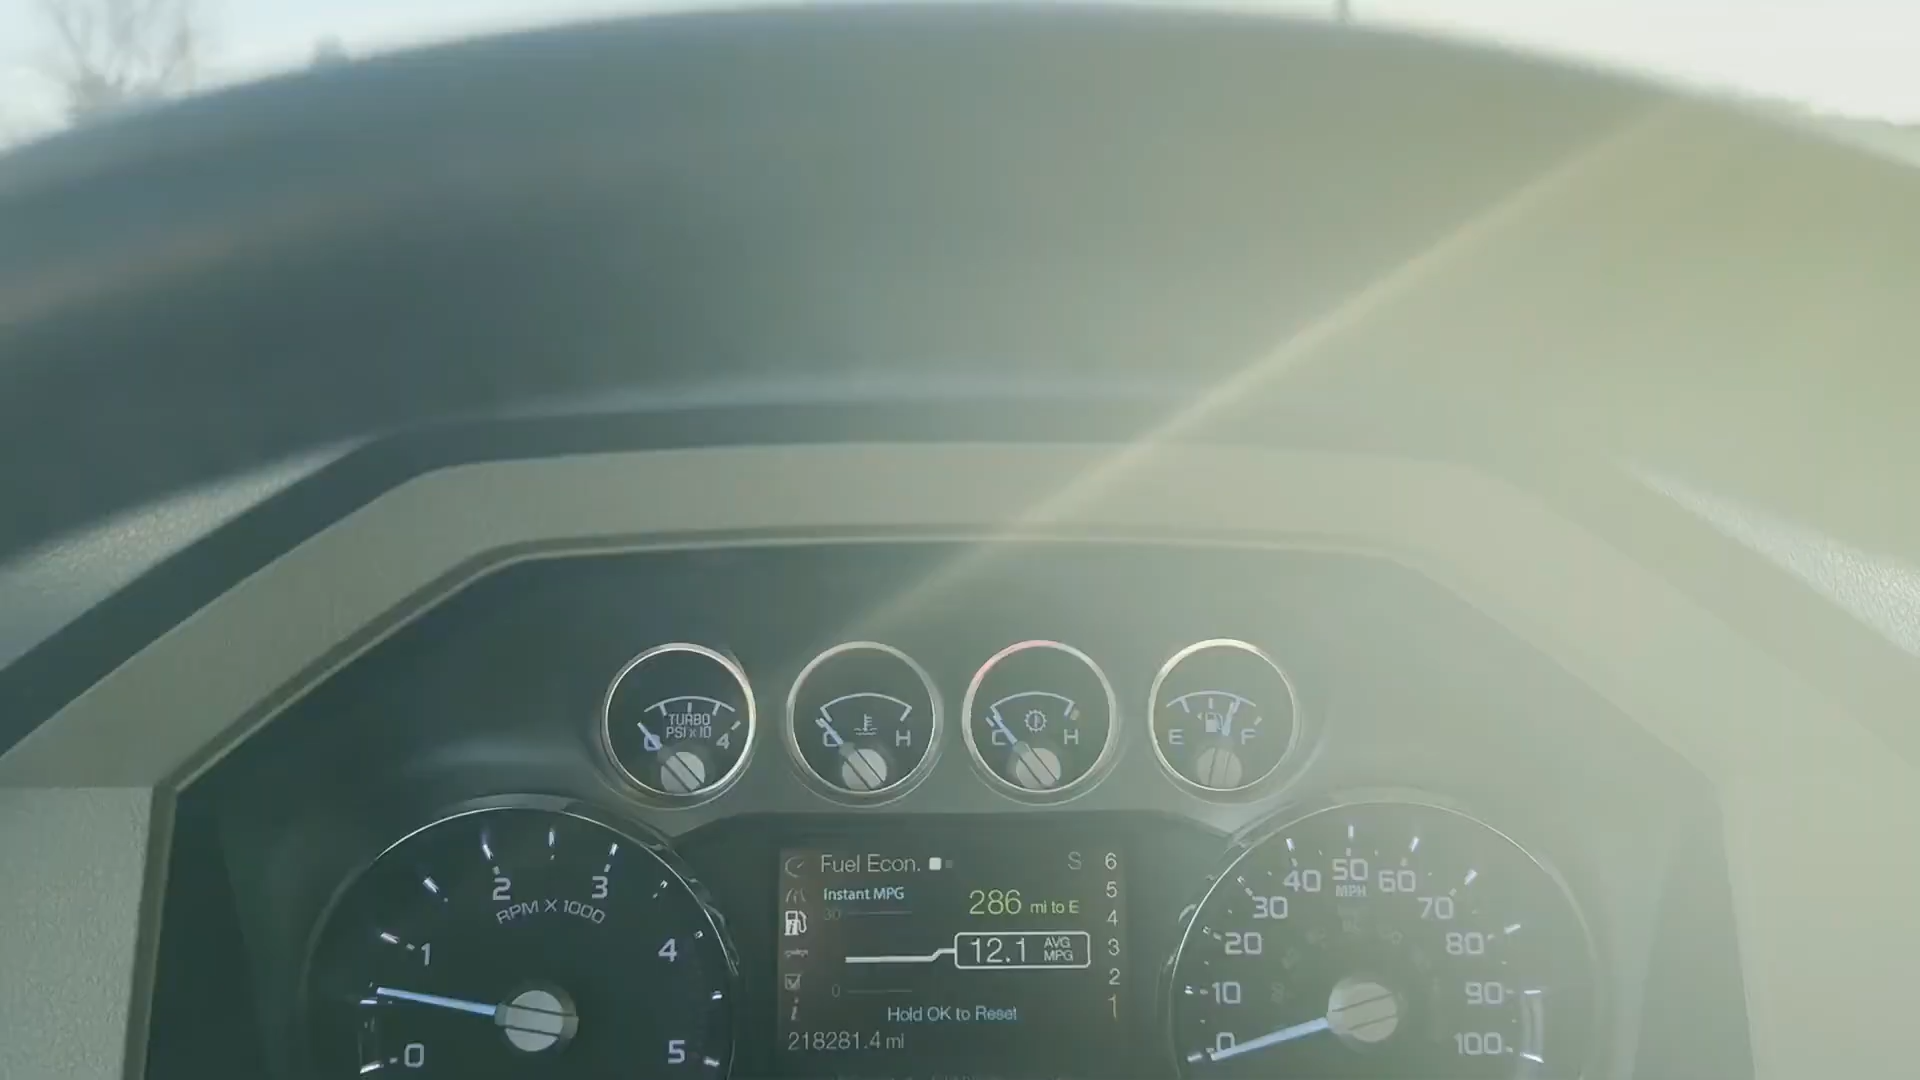 TURBO
PSI x 10
0 4
C H
C H
E F
0 1 2 3 4 5
RPM X 1000
Fuel Econ.
S 6
5
4
3
2
1
Instant MPG
30
286 mi to E
12.1 AVG MPG
0
Hold OK to Reset
218281.4 mi
0 10 20 30 40 50 60 70 80 90 100
MPH